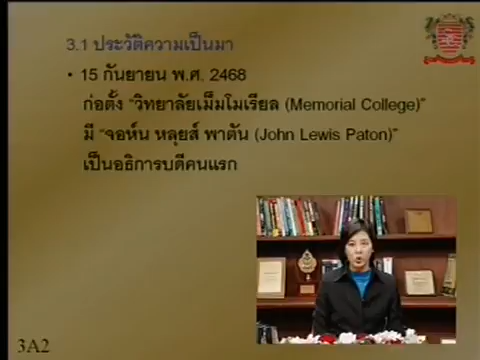 3.1 ประวัติความเป็นมา
• 15 กันยายน พ.ศ. 2468
ก่อตั้ง “วิทยาลัยเม็มโมเรียล (Memorial College)”
มี “จอห์น หลุยส์ พาตัน (John Lewis Paton)”
เป็นอธิการบดีคนแรก
3A2